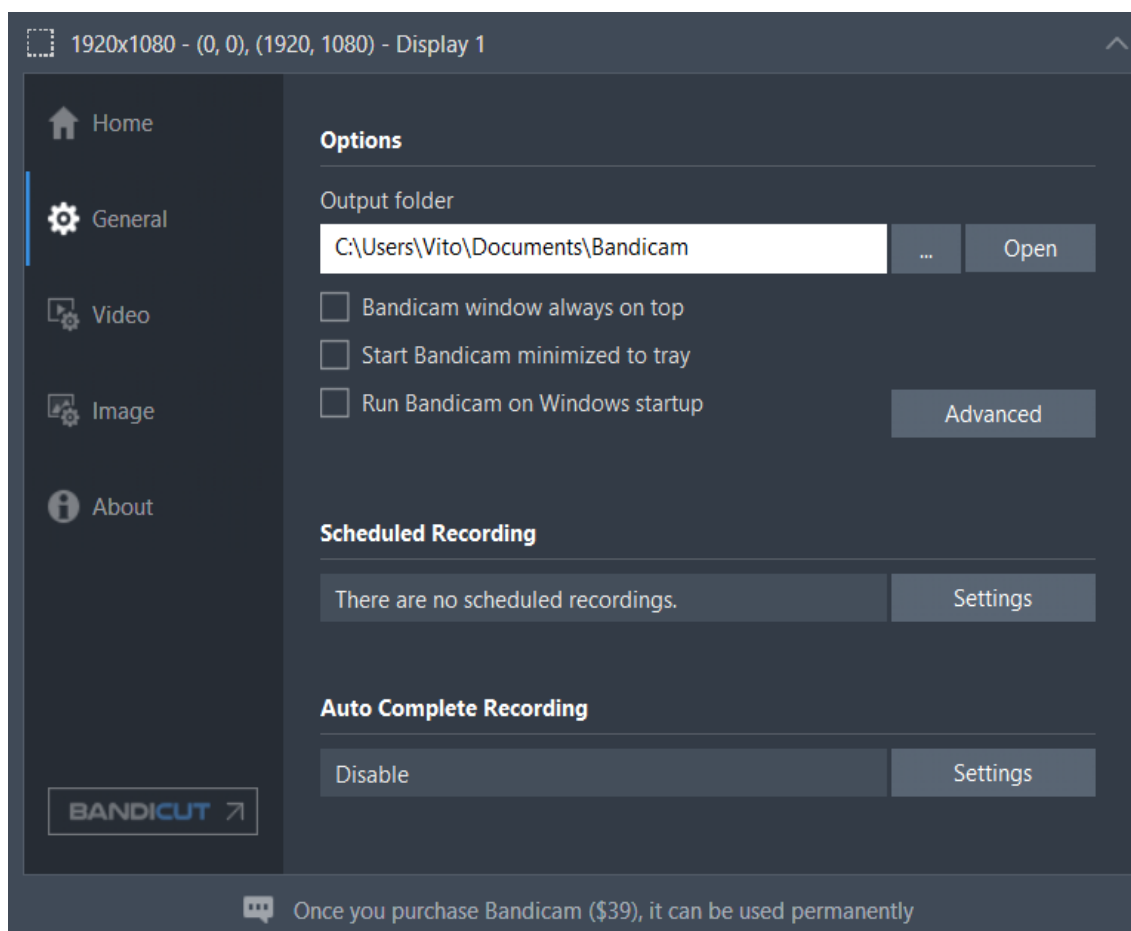 1920x1080 - (0, 0), (1920, 1080) - Display 1
Home
General
Video
Image
About
BANDICUT
Options
Output folder
C:\Users\Vito\Documents\Bandicam
...
Open
Bandicam window always on top
Start Bandicam minimized to tray
Run Bandicam on Windows startup
Advanced
Scheduled Recording
There are no scheduled recordings.
Settings
Auto Complete Recording
Disable
Settings
Once you purchase Bandicam ($39), it can be used permanently